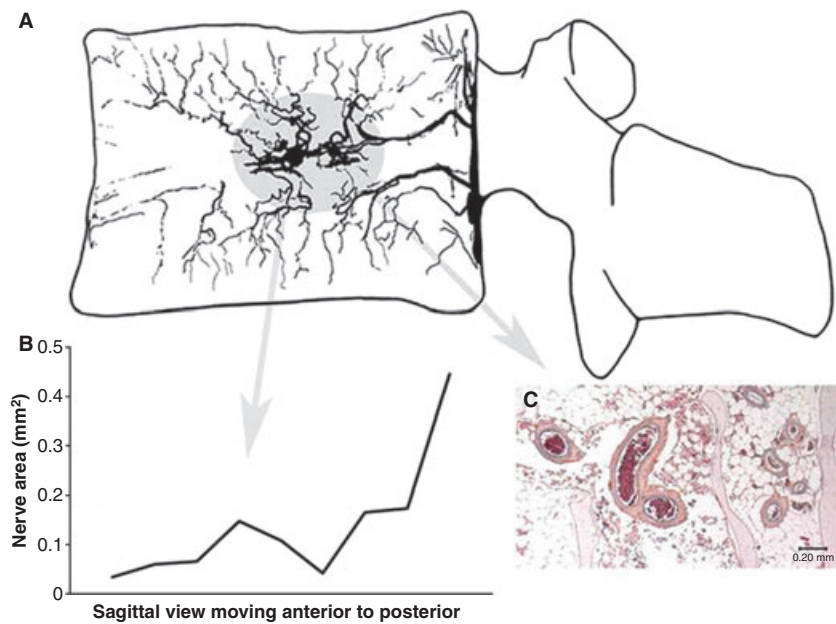 A
B
0.5
0.4
0.3
0.2
0.1
0
Nerve area (mm²)
Sagittal view moving anterior to posterior
C
0.20 mm